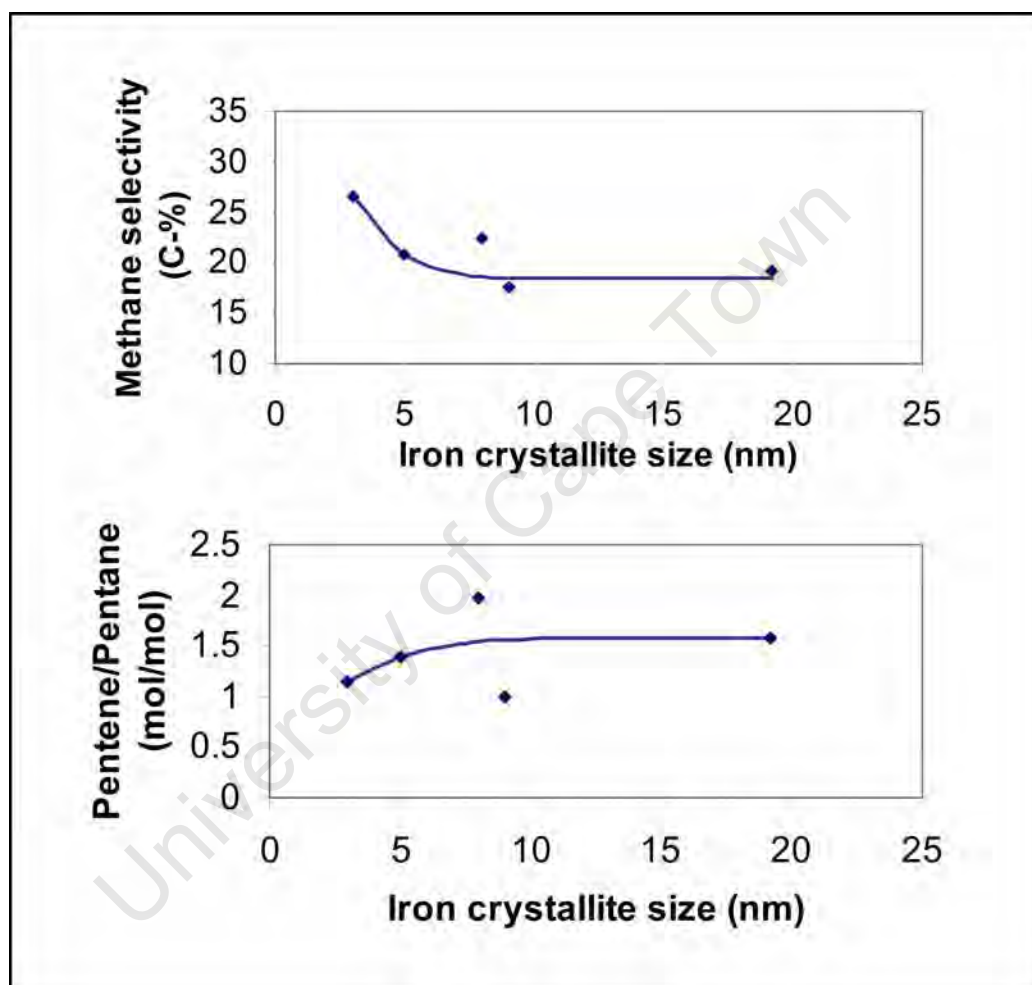 Methane selectivity
(C-%)
35
30
25
20
15
10
0 5 10 15 20 25
Iron crystallite size (nm)
Pentene/Pentane
(mol/mol)
2.5
2
1.5
1
0.5
0
0 5 10 15 20 25
Iron crystallite size (nm)
University of Cape Town